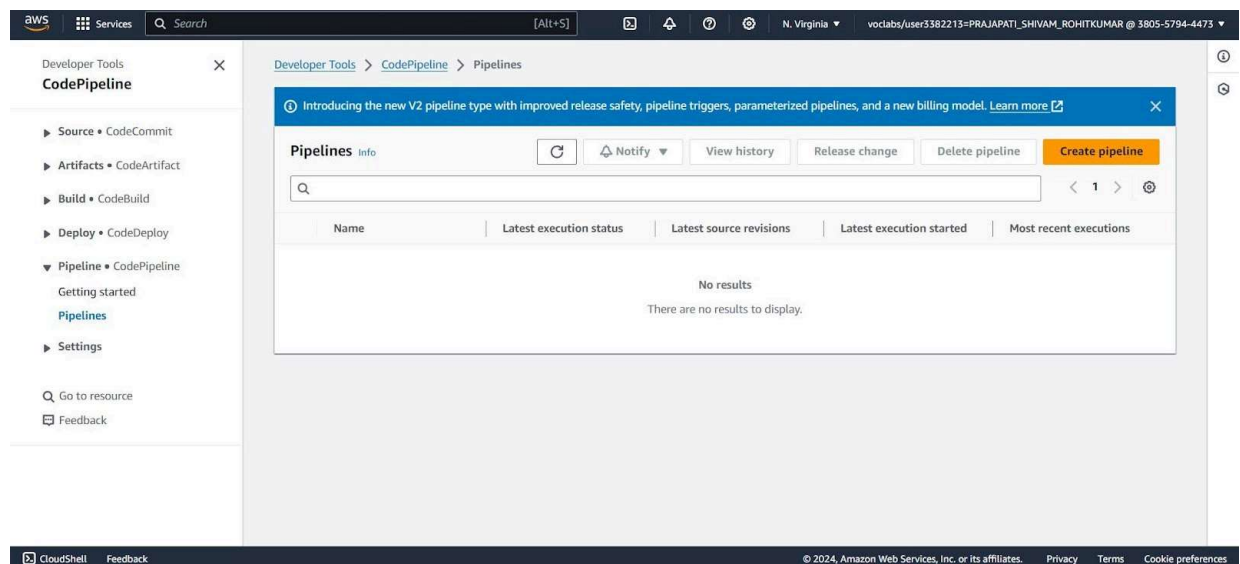 aws Services Search [Alt+S] N. Virginia voclabs/user3382213=PRAJAPATI_SHIVAM_ROHITKUMAR @ 3805-5794-4473
Developer Tools
CodePipeline
Source • CodeCommit
Artifacts • CodeArtifact
Build • CodeBuild
Deploy • CodeDeploy
Pipeline • CodePipeline
Getting started
Pipelines
Settings
Go to resource
Feedback
Developer Tools > CodePipeline > Pipelines
Introducing the new V2 pipeline type with improved release safety, pipeline triggers, parameterized pipelines, and a new billing model. Learn more
Pipelines Info Notify View history Release change Delete pipeline Create pipeline
< 1 >
Name Latest execution status Latest source revisions Latest execution started Most recent executions
No results
There are no results to display.
CloudShell Feedback © 2024, Amazon Web Services, Inc. or its affiliates. Privacy Terms Cookie preferences